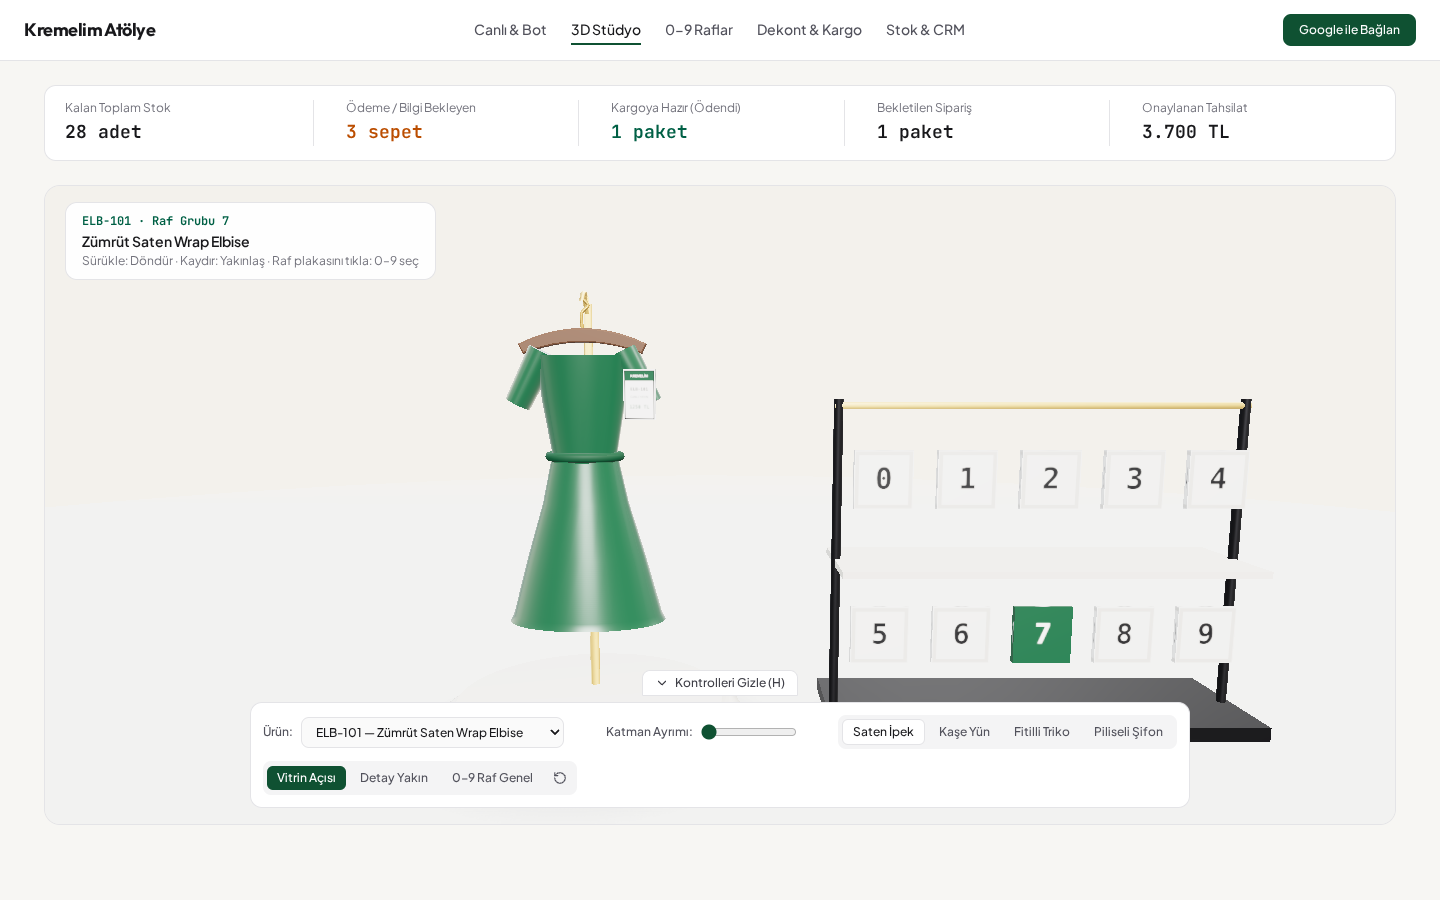 Kremelim Atölye
Canlı & Bot
3D Stüdyo
0–9 Raflar
Dekont & Kargo
Stok & CRM
Google ile Bağlan
Kalan Toplam Stok
28 adet
Ödeme / Bilgi Bekleyen
3 sepet
Kargoya Hazır (Ödendi)
1 paket
Bekletilen Sipariş
1 paket
Onaylanan Tahsilat
3.700 TL
ELB-101 · Raf Grubu 7
Zümrüt Saten Wrap Elbise
Sürükle: Döndür · Kaydır: Yakınlaş · Raf plakasını tıkla: 0–9 seç
0 1 2 3 4
5 6 7 8 9
Kontrolleri Gizle (H)
Ürün:
ELB-101 — Zümrüt Saten Wrap Elbise
Katman Ayrımı:
Saten İpek
Kaşe Yün
Fitilli Triko
Piliseli Şifon
Vitrin Açısı
Detay Yakın
0–9 Raf Genel